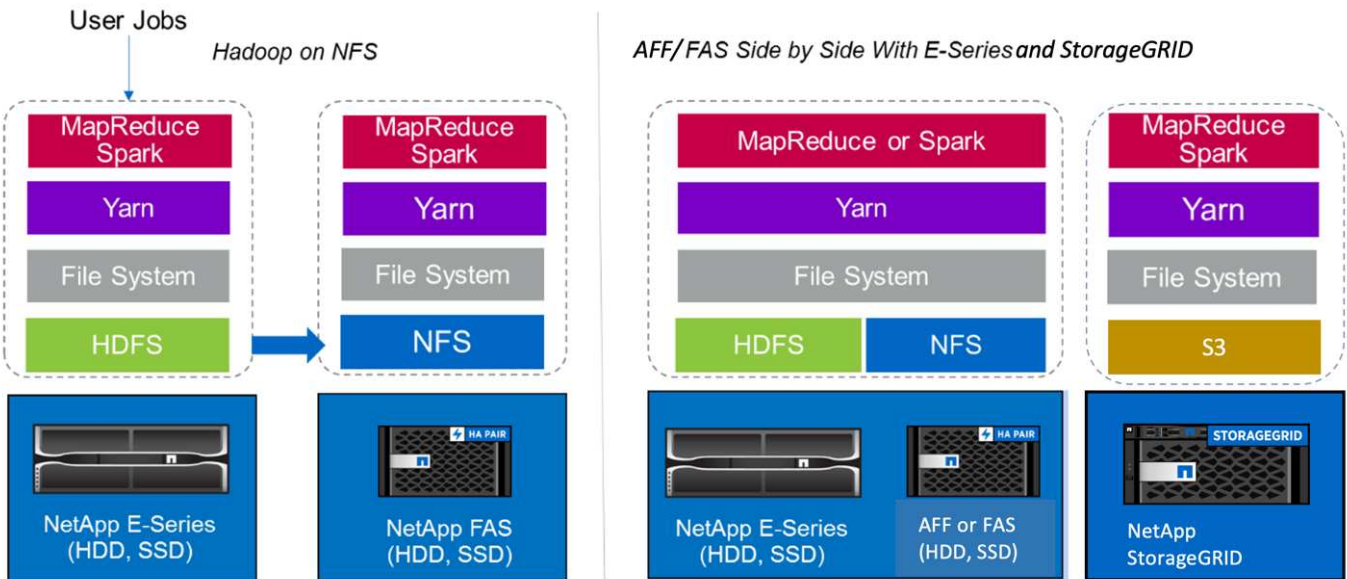 User Jobs
Hadoop on NFS
MapReduce
Spark
Yarn
File System
HDFS
NetApp E-Series
(HDD, SSD)
MapReduce
Spark
Yarn
File System
NFS
HA PAIR
NetApp FAS
(HDD, SSD)
AFF/FAS Side by Side With E-Series and StorageGRID
MapReduce or Spark
Yarn
File System
HDFS
NFS
NetApp E-Series
(HDD, SSD)
HA PAIR
AFF or FAS
(HDD, SSD)
MapReduce
Spark
Yarn
File System
S3
STORAGEGRID
NetApp
StorageGRID